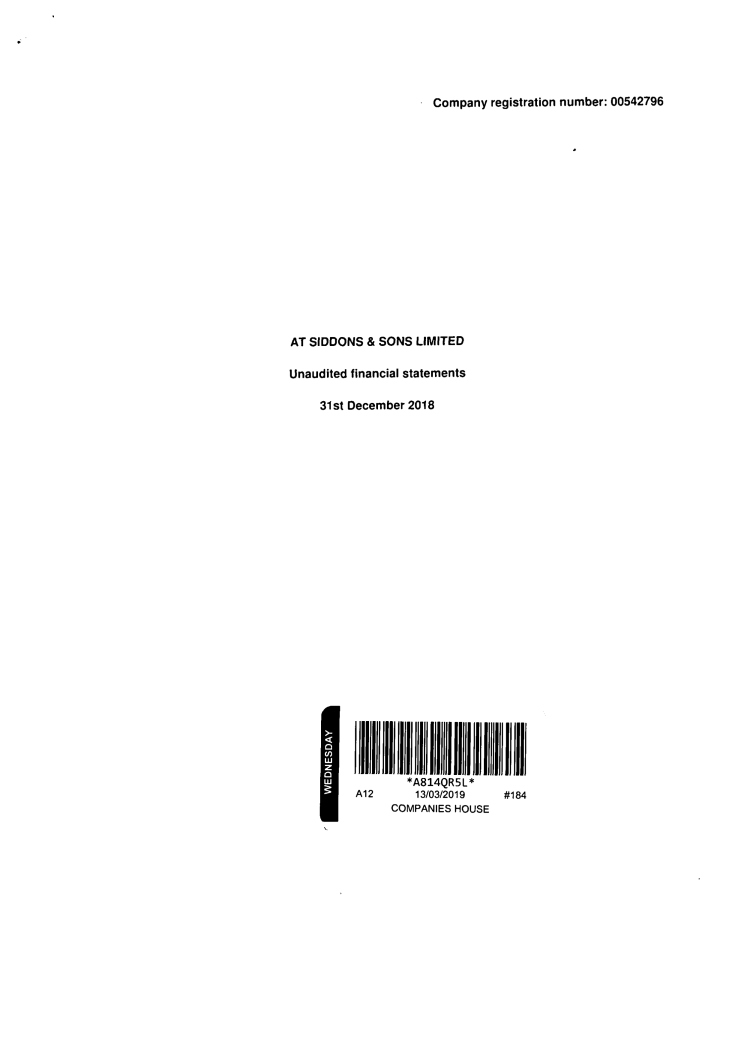 Company registration number: 00542796
AT SIDDONS & SONS LIMITED
Unaudited financial statements
31st December 2018
WEDNESDAY
*A814QR5L*
A12 13/03/2019 #184
COMPANIES HOUSE